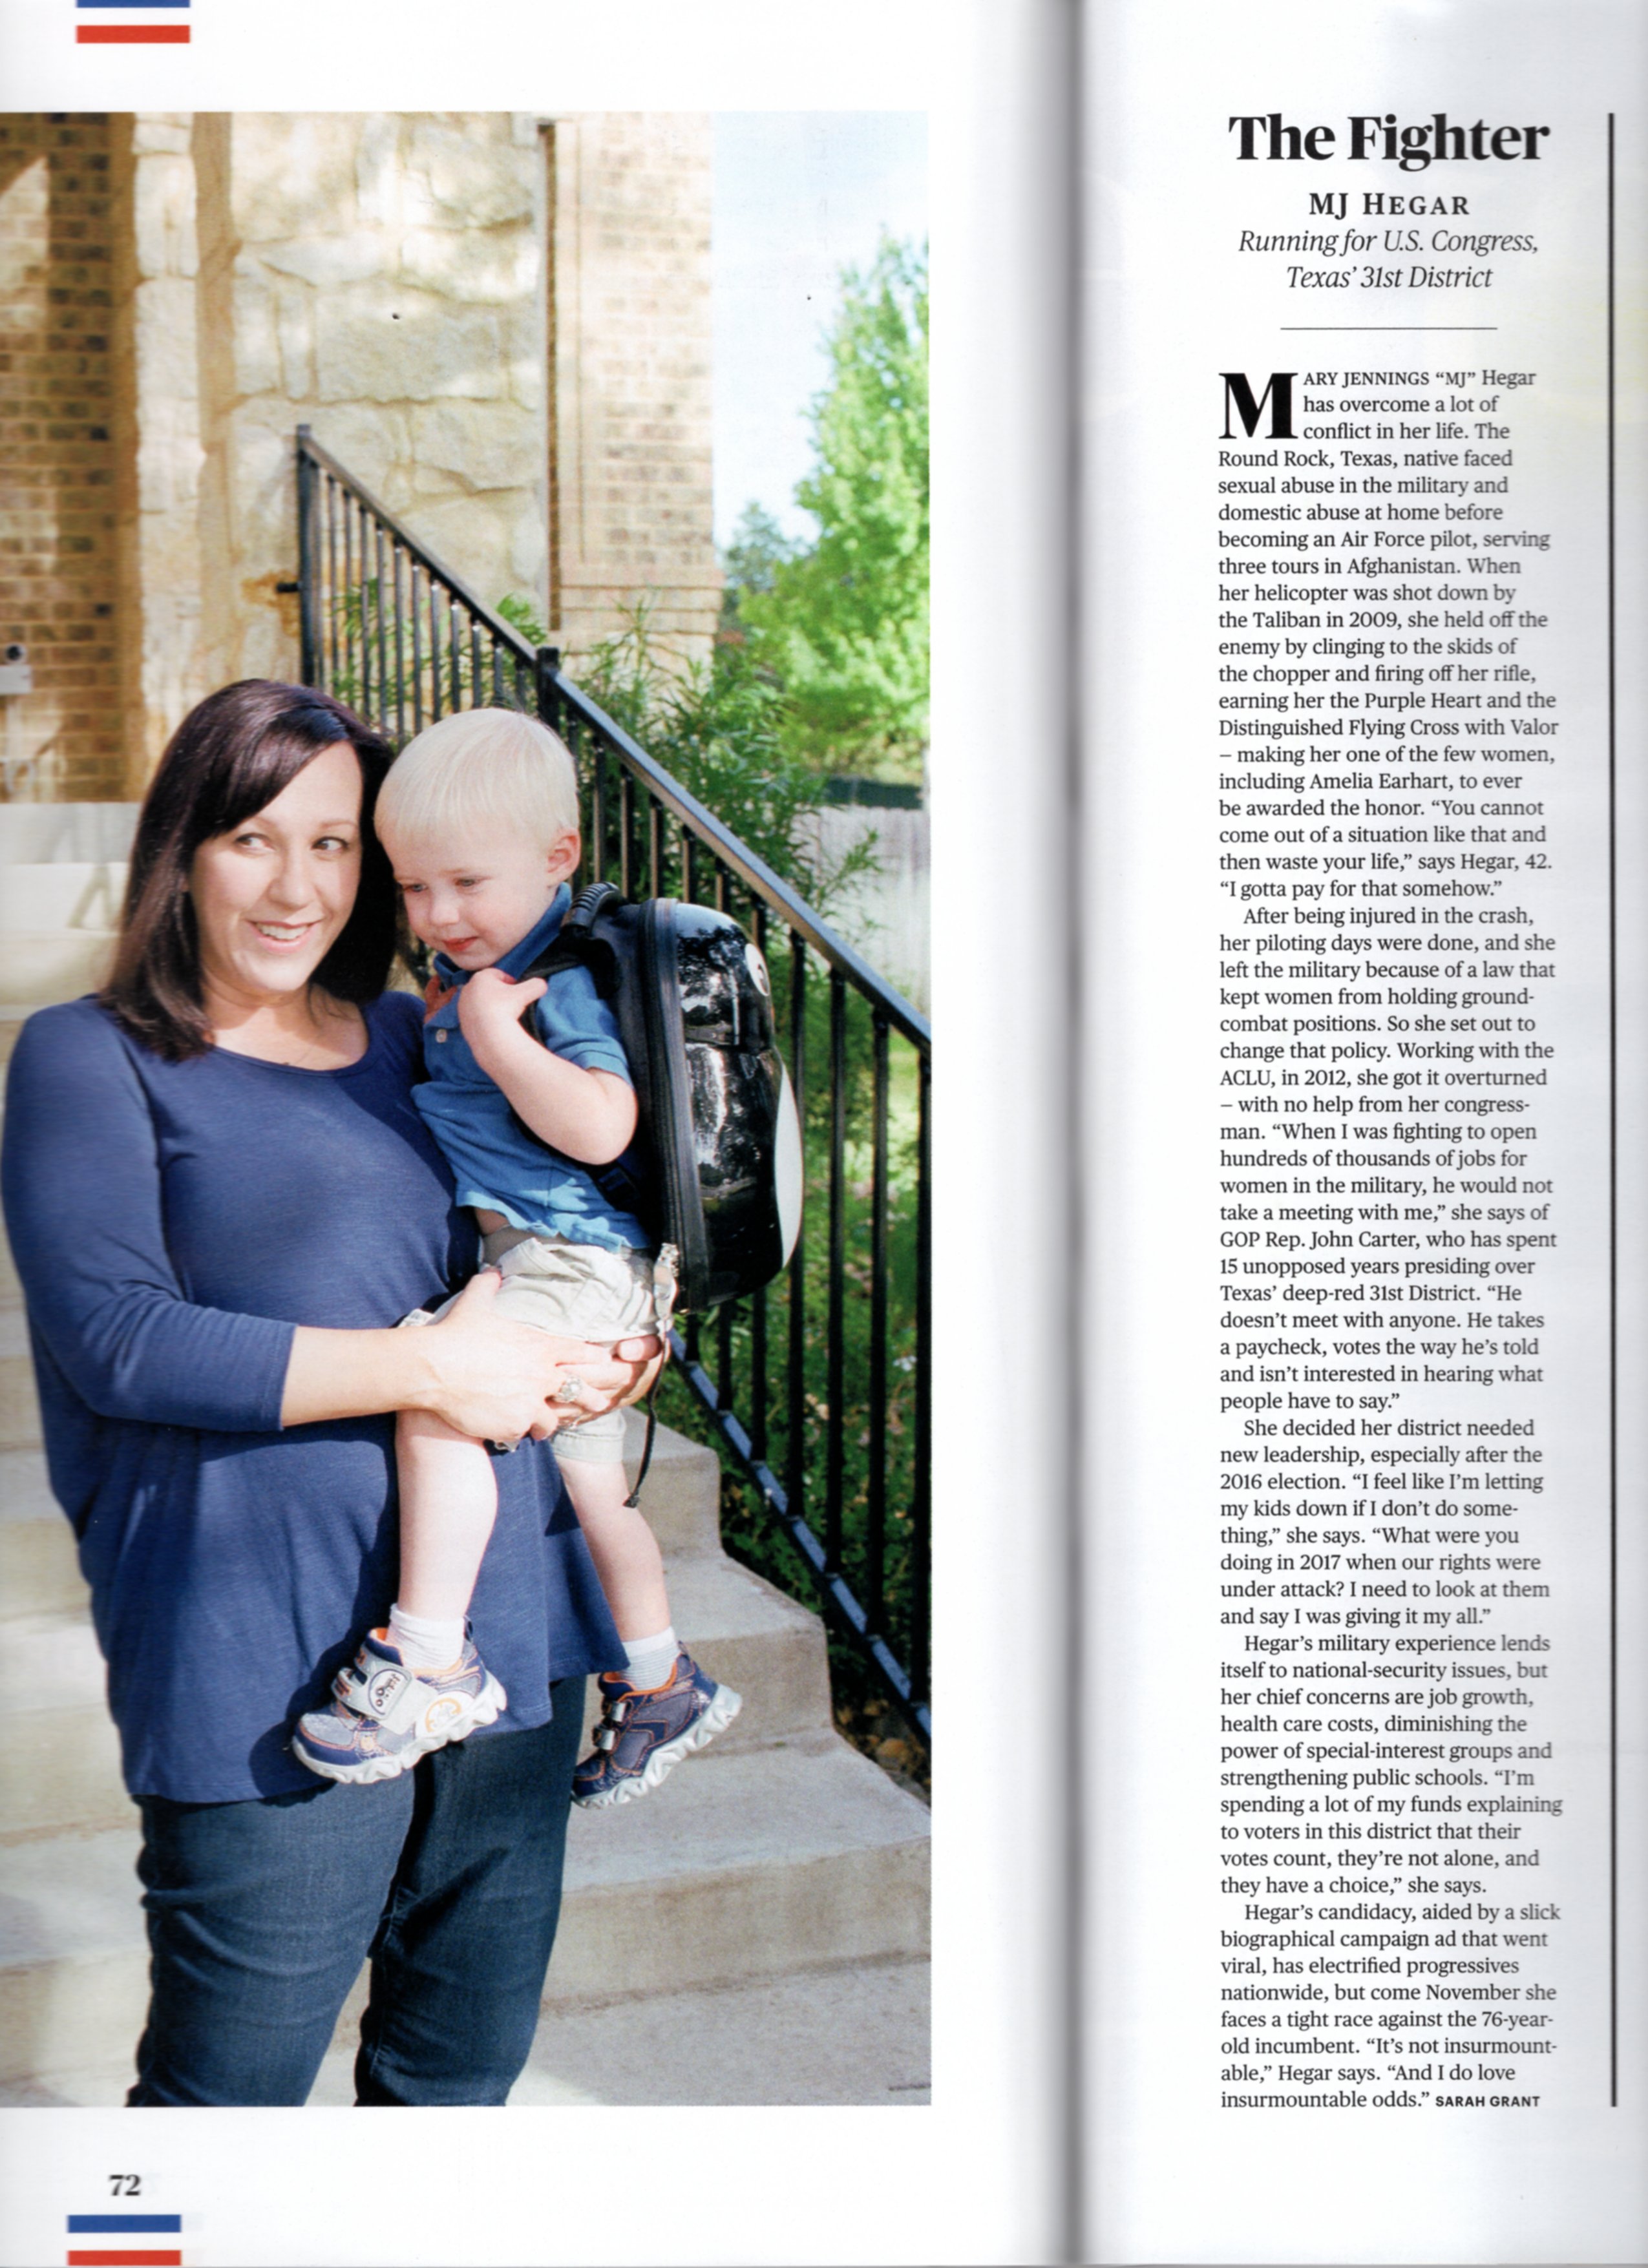 The Fighter
MJ HEGAR
Running for U.S. Congress,
Texas' 31st District
MARY JENNINGS “MJ” Hegar
has overcome a lot of
conflict in her life. The
Round Rock, Texas, native faced
sexual abuse in the military and
domestic abuse at home before
becoming an Air Force pilot, serving
three tours in Afghanistan. When
her helicopter was shot down by
the Taliban in 2009, she held off the
enemy by clinging to the skids of
the chopper and firing off her rifle,
earning her the Purple Heart and the
Distinguished Flying Cross with Valor
– making her one of the few women,
including Amelia Earhart, to ever
be awarded the honor. “You cannot
come out of a situation like that and
then waste your life,” says Hegar, 42.
“I gotta pay for that somehow.”
After being injured in the crash,
her piloting days were done, and she
left the military because of a law that
kept women from holding ground-
combat positions. So she set out to
change that policy. Working with the
ACLU, in 2012, she got it overturned
– with no help from her congress-
man. “When I was fighting to open
hundreds of thousands of jobs for
women in the military, he would not
take a meeting with me,” she says of
GOP Rep. John Carter, who has spent
15 unopposed years presiding over
Texas' deep-red 31st District. “He
doesn't meet with anyone. He takes
a paycheck, votes the way he's told
and isn't interested in hearing what
people have to say.”
She decided her district needed
new leadership, especially after the
2016 election. “I feel like I'm letting
my kids down if I don't do some-
thing,” she says. “What were you
doing in 2017 when our rights were
under attack? I need to look at them
and say I was giving it my all.”
Hegar's military experience lends
itself to national-security issues, but
her chief concerns are job growth,
health care costs, diminishing the
power of special-interest groups and
strengthening public schools. “I'm
spending a lot of my funds explaining
to voters in this district that their
votes count, they're not alone, and
they have a choice,” she says.
Hegar's candidacy, aided by a slick
biographical campaign ad that went
viral, has electrified progressives
nationwide, but come November she
faces a tight race against the 76-year-
old incumbent. “It's not insurmount-
able,” Hegar says. “And I do love
insurmountable odds.” SARAH GRANT
72